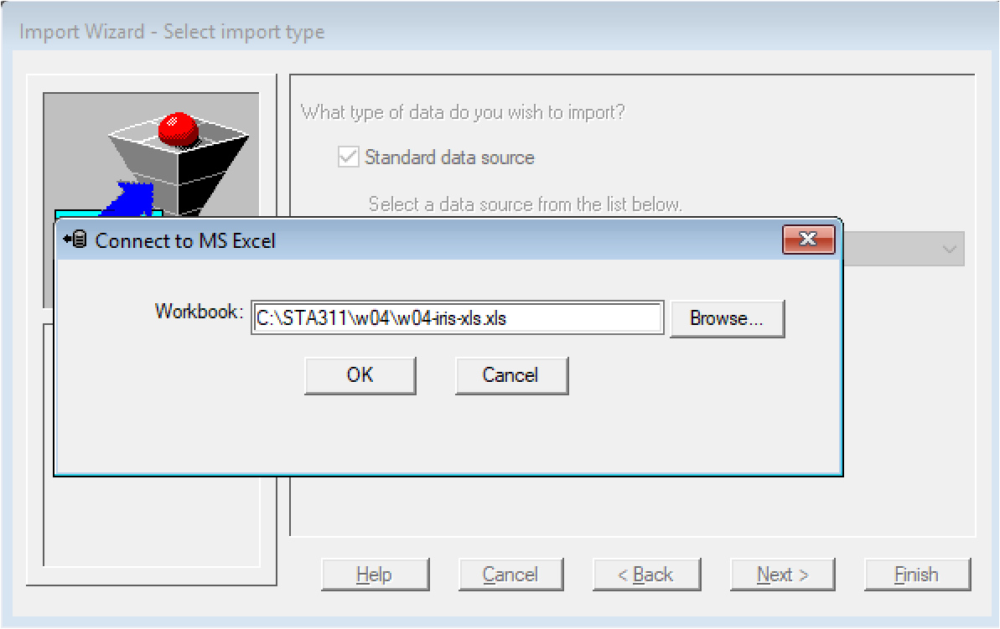 Import Wizard - Select import type
What type of data do you wish to import?
Standard data source
Select a data source from the list below.
Connect to MS Excel
Workbook: C:\STA311\w04\w04-iris-xls.xls Browse...
OK Cancel
Help Cancel < Back Next > Finish